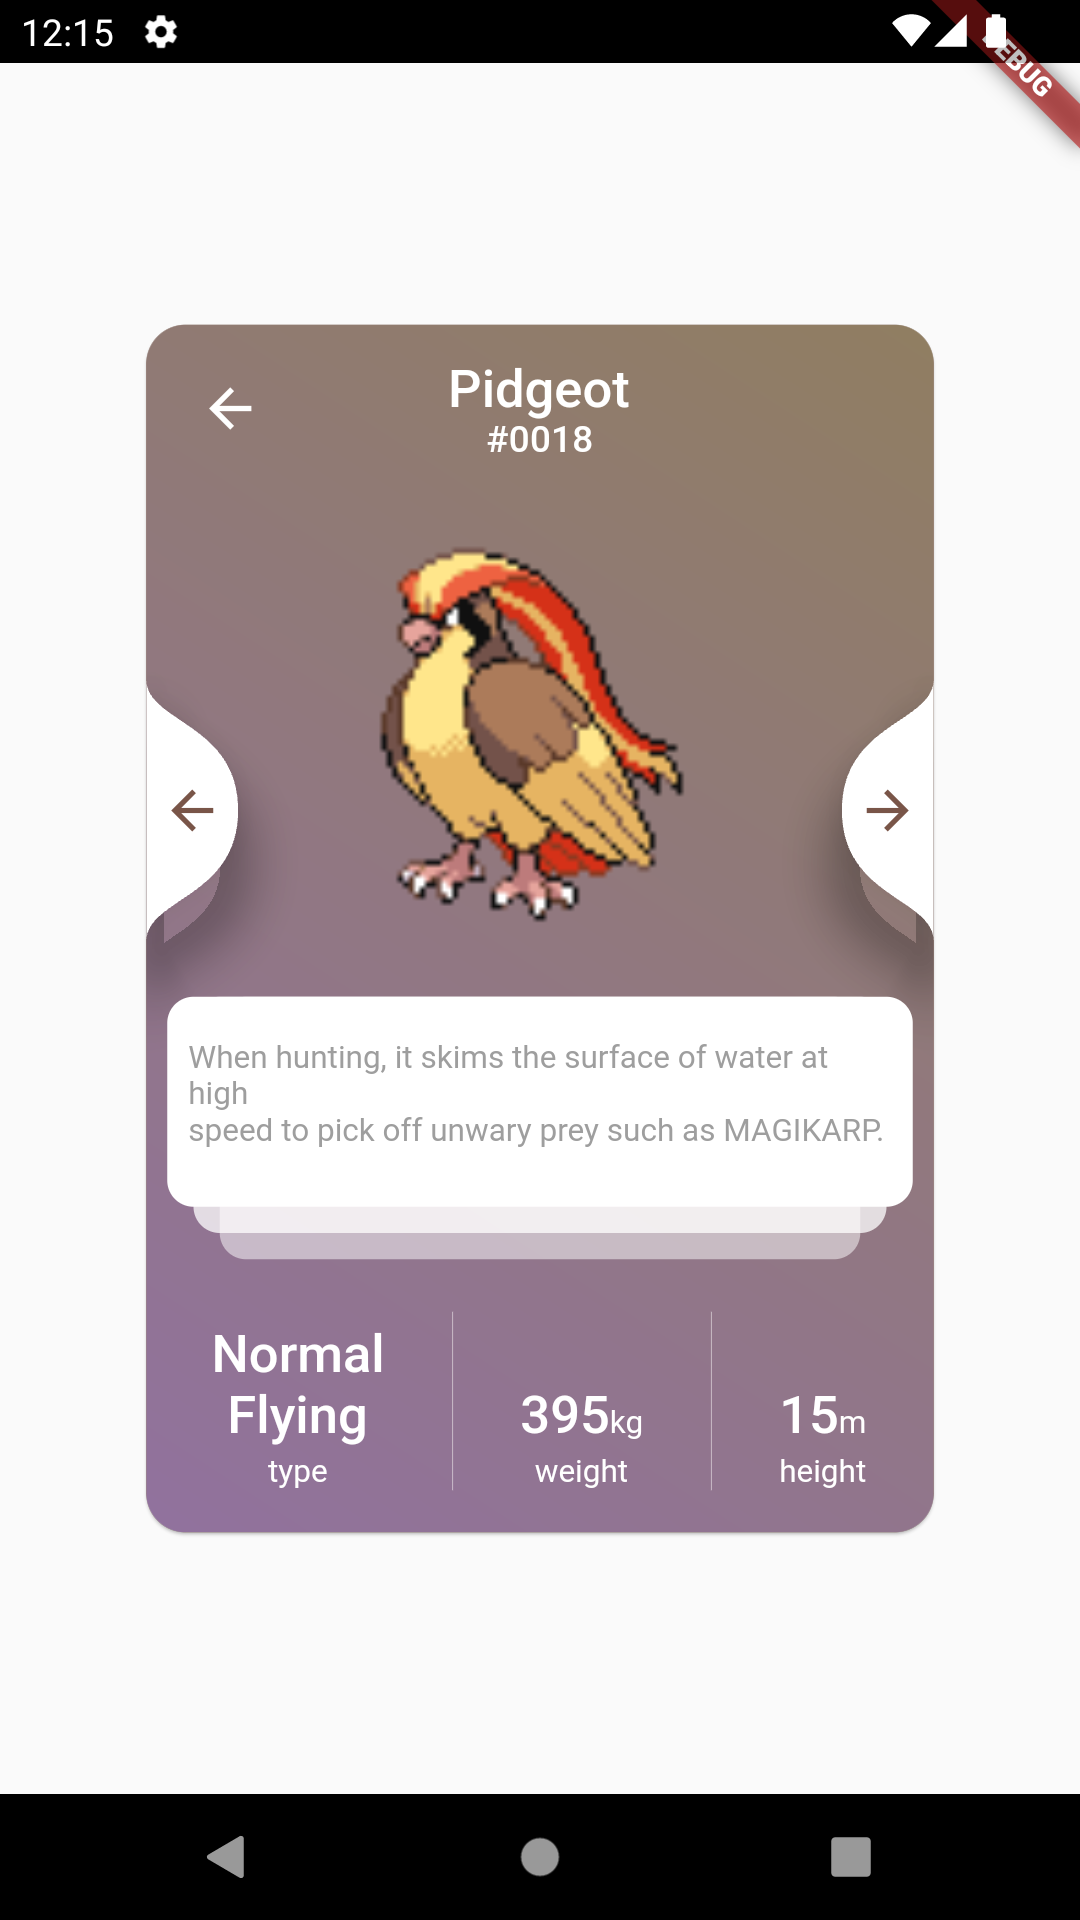 12:15
DEBUG
Pidgeot
#0018
When hunting, it skims the surface of water at
high
speed to pick off unwary prey such as MAGIKARP.
Normal
Flying
type
395kg
weight
15m
height